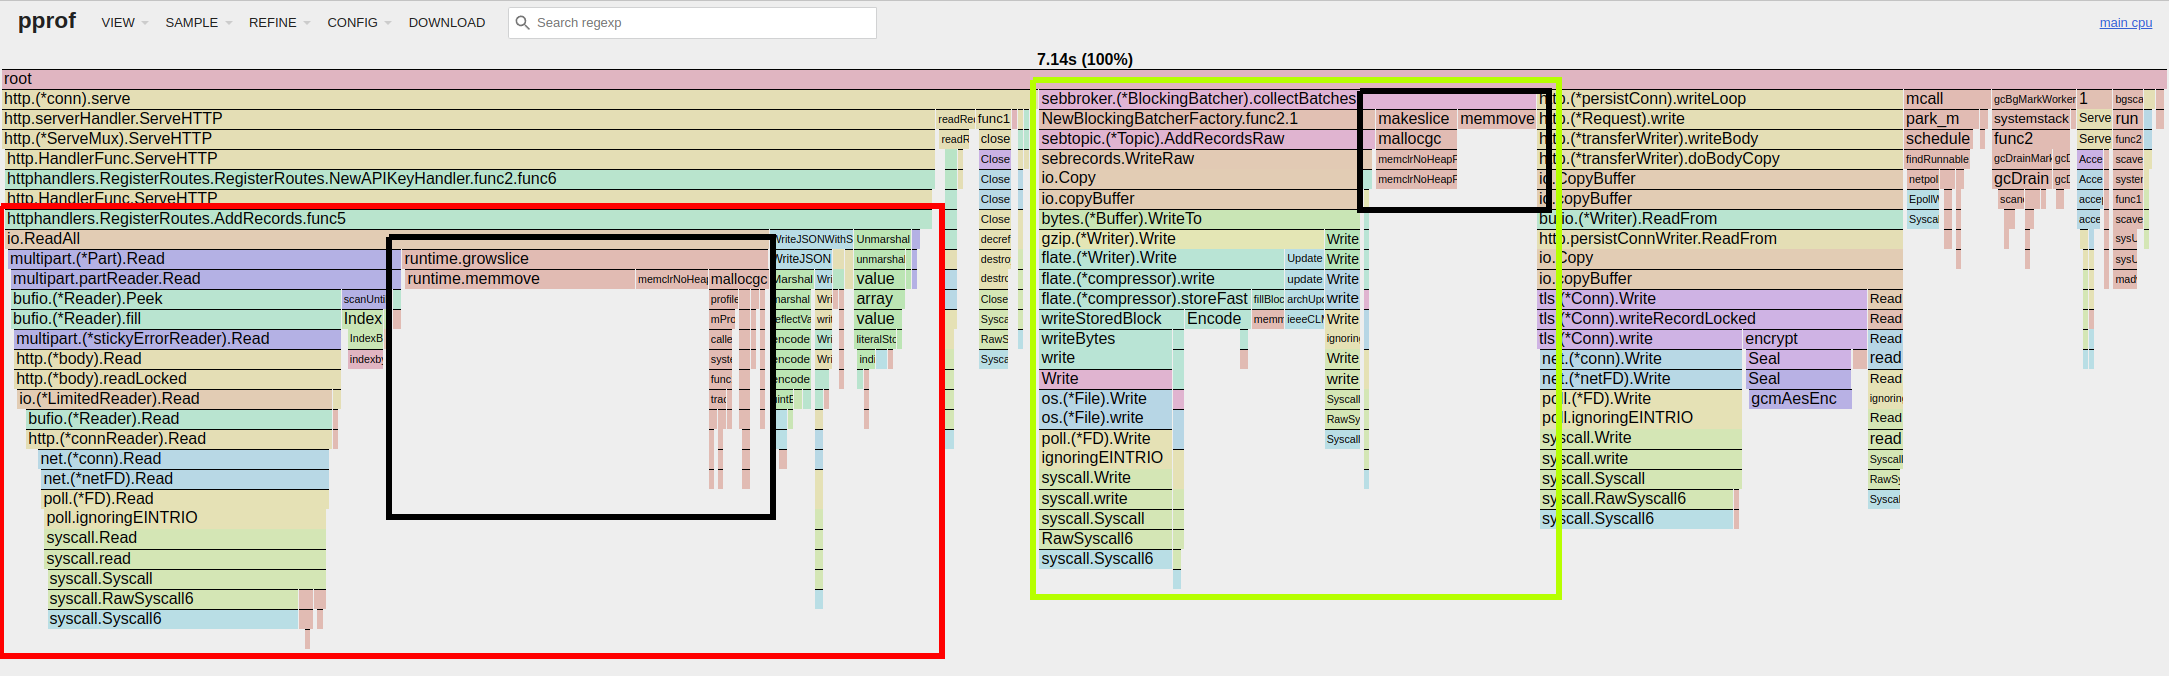 pprof VIEW SAMPLE REFINE CONFIG DOWNLOAD Search regexp main cpu
7.14s (100%)
root
http.(*conn).serve sebbroker.(*BlockingBatcher).collectBatches http.(*persistConn).writeLoop mcall gcBgMarkWorker 1 bgsca
http.serverHandler.ServeHTTP readRe func1 NewBlockingBatcherFactory.func2.1 makeslice memmove http.(*Request).write park_m systemstack Serve run
http.(*ServeMux).ServeHTTP readR close sebtopic.(*Topic).AddRecordsRaw mallocgc http.(*transferWriter).writeBody schedule func2 Serve func2
http.HandlerFunc.ServeHTTP Close sebrecords.WriteRaw memclrNoHeapF http.(*transferWriter).doBodyCopy findRunnable gcDrainMark gcD Acce scave
httphandlers.RegisterRoutes.RegisterRoutes.NewAPIKeyHandler.func2.func6 Close io.Copy memclrNoHeapF io.CopyBuffer netpol gcDrain gcD Acce syster
http.HandlerFunc.ServeHTTP Close io.copyBuffer io.copyBuffer EpollW scan accep func1
httphandlers.RegisterRoutes.AddRecords.func5 Close bytes.(*Buffer).WriteTo bufio.(*Writer).ReadFrom Syscal acce scave
io.ReadAll WriteJSONWithS Unmarshal decref gzip.(*Writer).Write Write http.persistConnWriter.ReadFrom sysU
multipart.(*Part).Read runtime.growslice WriteJSON unmarshal destro flate.(*Writer).Write Update Write io.Copy sysU
multipart.partReader.Read runtime.memmove memclrNoHeap mallocgc Marshal Wri value destro flate.(*compressor).write update Write io.copyBuffer mad
bufio.(*Reader).Peek scanUnti profile marshal Wri array Close flate.(*compressor).storeFast fillBloc archUpd write tls.(*Conn).Write Read
bufio.(*Reader).fill Index mPro eflectVa writ value Sysca writeStoredBlock Encode memm ieeeCLM Write tls.(*Conn).writeRecordLocked Read
multipart.(*stickyErrorReader).Read IndexB calle encode Wri literalSto RawS writeBytes ignorin tls.(*Conn).write encrypt Read
http.(*body).Read indexby syste encode Wri indi Sysca write Write net.(*conn).Write Seal read
http.(*body).readLocked func encode Write write net.(*netFD).Write Seal Read
io.(*LimitedReader).Read trac uintE os.(*File).Write Syscall poll.(*FD).Write gcmAesEnc ignorin
bufio.(*Reader).Read os.(*File).write RawSy poll.ignoringEINTRIO Read
http.(*connReader).Read poll.(*FD).Write Syscall syscall.Write read
net.(*conn).Read ignoringEINTRIO syscall.write Syscall
net.(*netFD).Read syscall.Write syscall.Syscall RawSy
poll.(*FD).Read syscall.write syscall.RawSyscall6 Syscal
poll.ignoringEINTRIO syscall.Syscall syscall.Syscall6
syscall.Read RawSyscall6
syscall.read syscall.Syscall6
syscall.Syscall
syscall.RawSyscall6
syscall.Syscall6